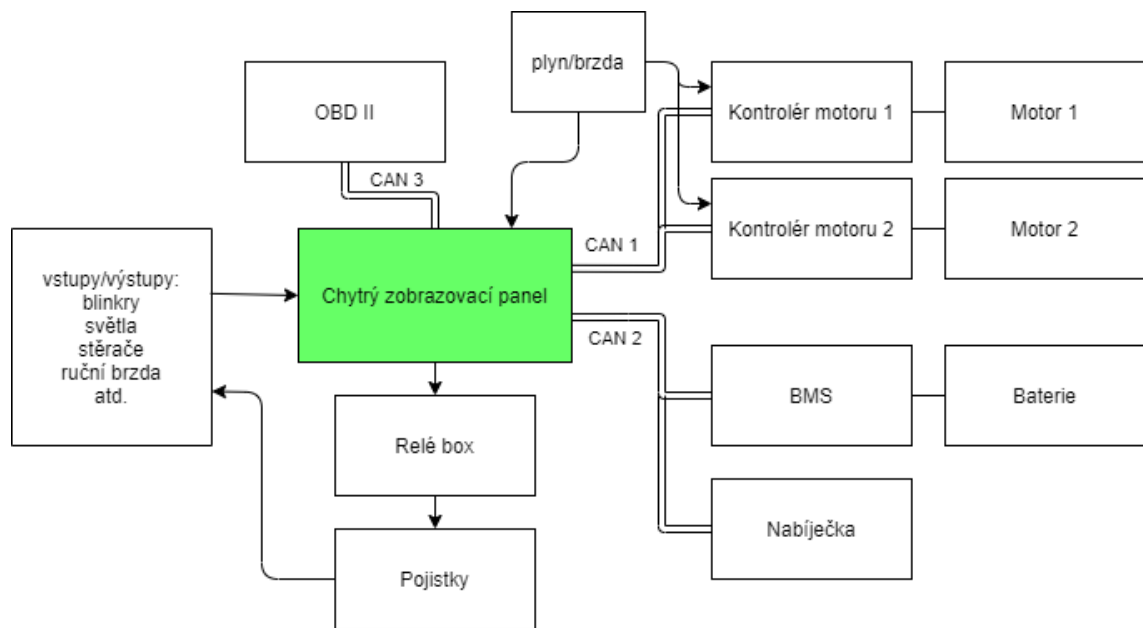 plyn/brzda
OBD II
Kontrolér motoru 1
Motor 1
CAN 3
Kontrolér motoru 2
Motor 2
CAN 1
vstupy/výstupy:
blinkry
světla
stěrače
ruční brzda
atd.
Chytrý zobrazovací panel
CAN 2
BMS
Baterie
Relé box
Nabíječka
Pojistky